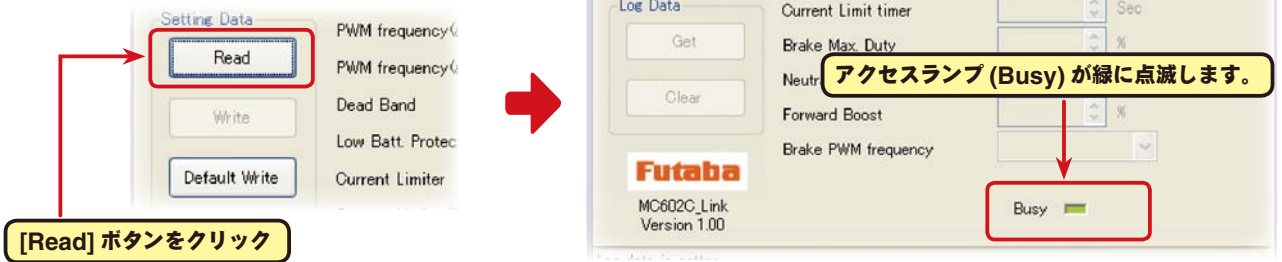 Setting Data
Read
Write
Default Write
PWM frequency
PWM frequency
Dead Band
Low Batt. Protec
Current Limiter
[Read] ボタンをクリック
Log Data
Get
Clear
Futaba
MC602C_Link
Version 1.00
Current Limit timer
Sec
Brake Max. Duty
%
Neutr
アクセスランプ (Busy) が緑に点滅します。
Forward Boost
%
Brake PWM frequency
Busy